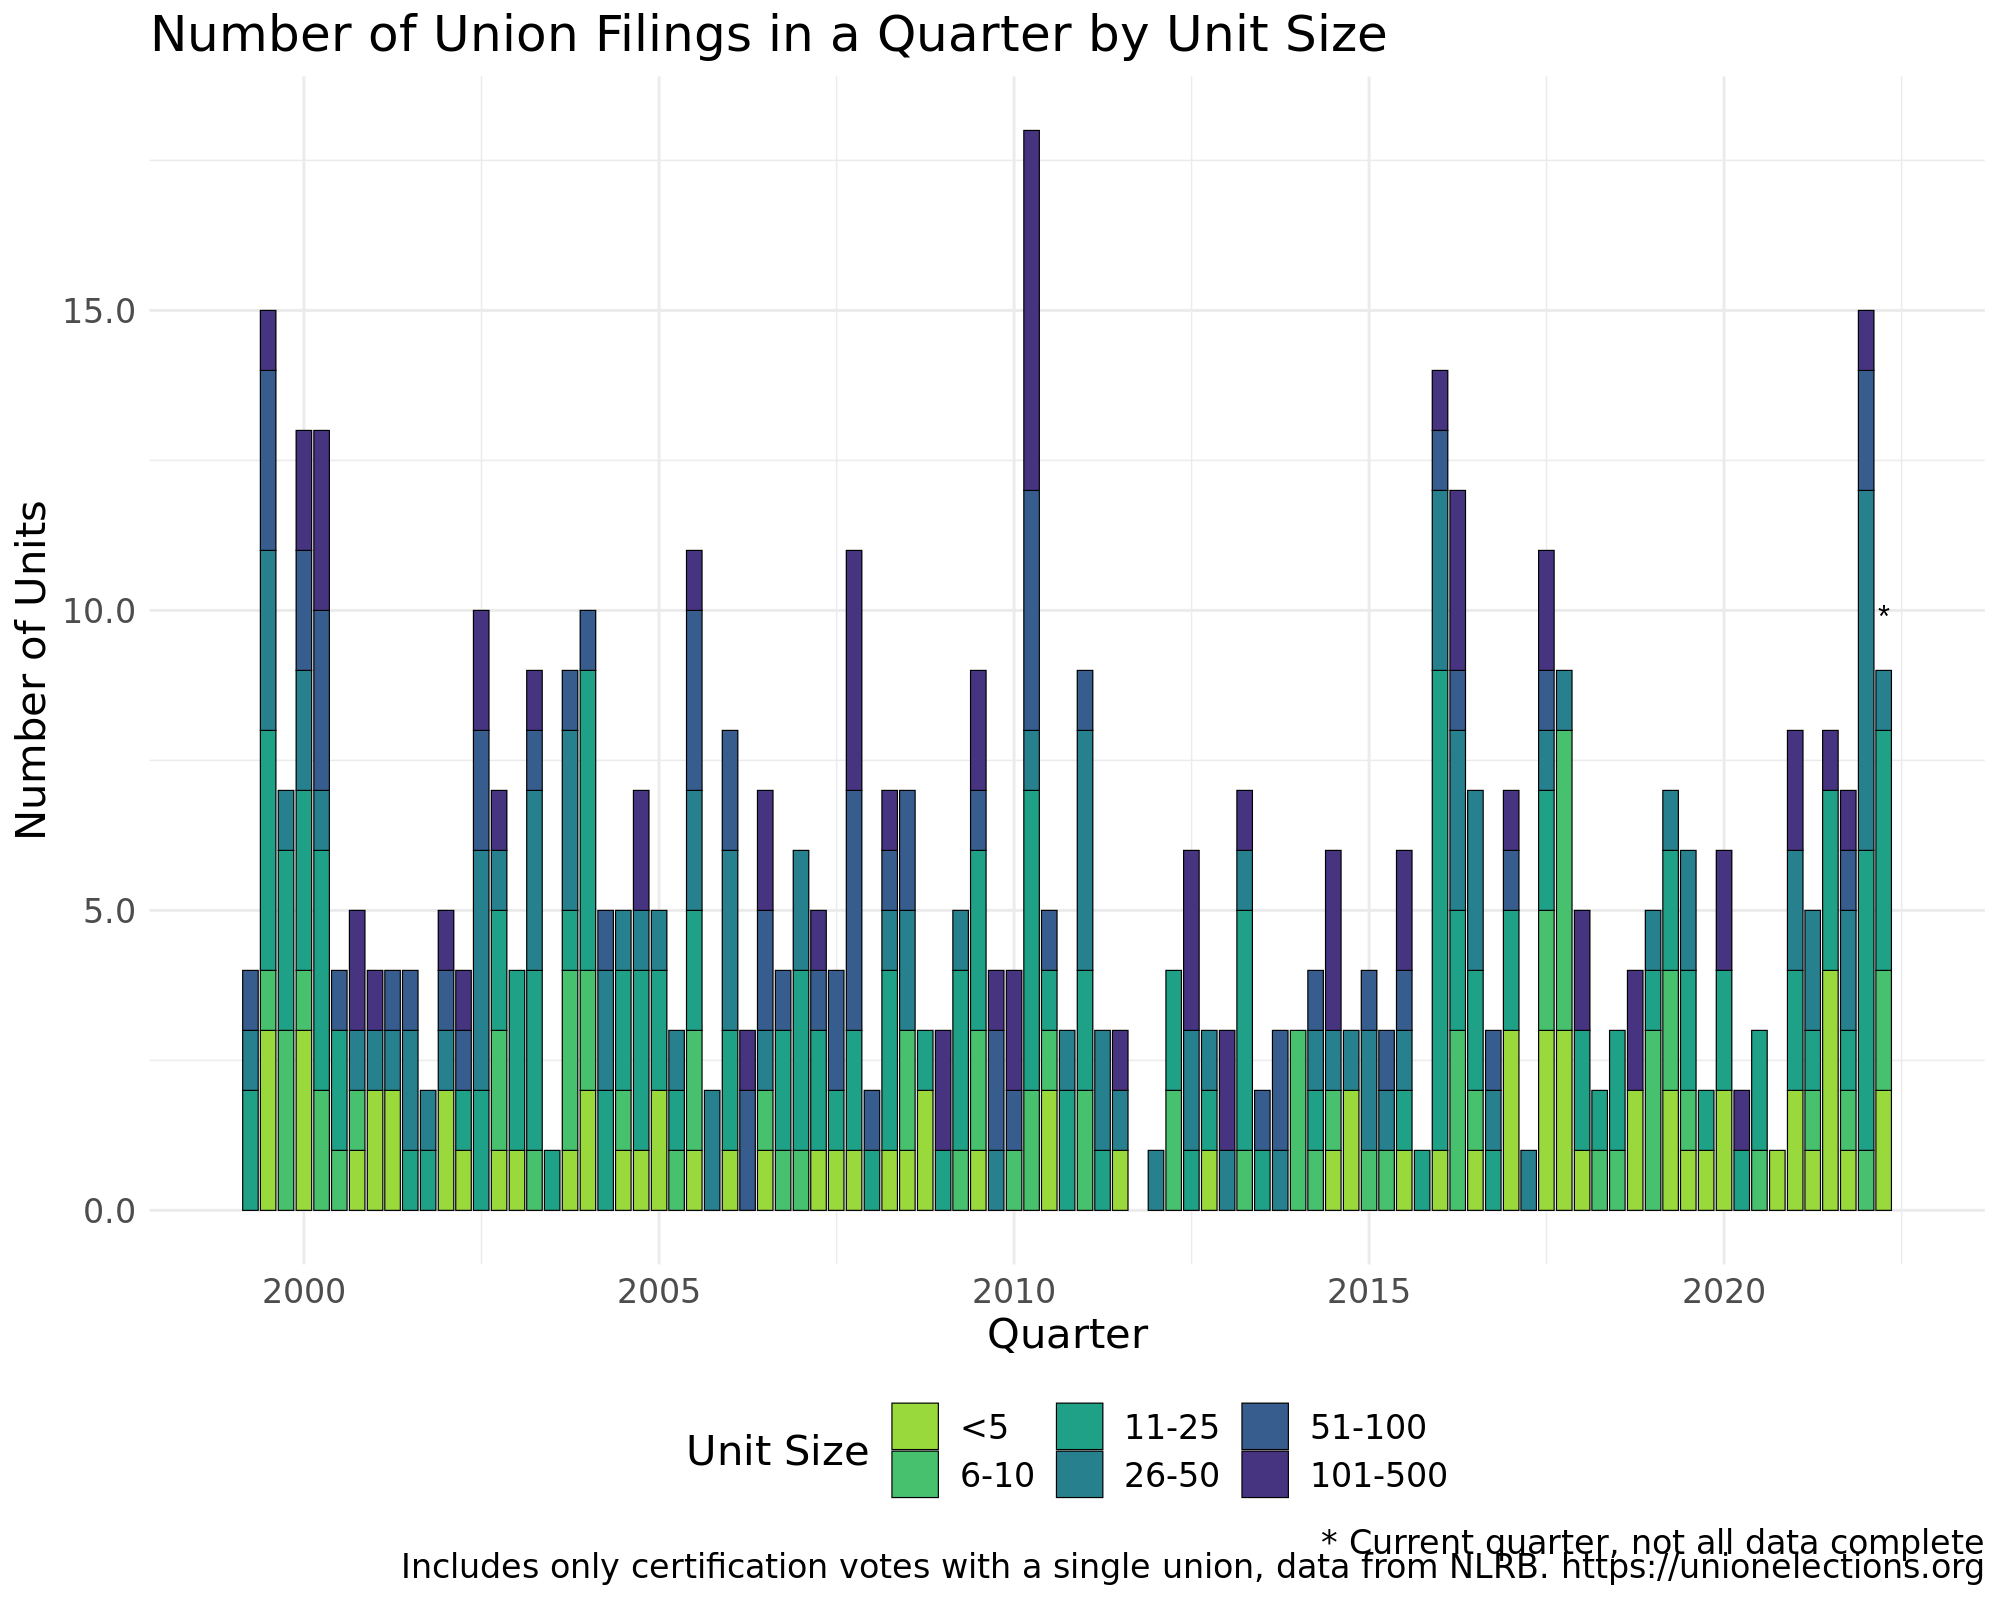 Number of Union Filings in a Quarter by Unit Size
Number of Units
15.0
10.0
5.0
0.0
*
2000 2005 2010 2015 2020
Quarter
Unit Size
<5 11-25 51-100
6-10 26-50 101-500
* Current quarter, not all data complete
Includes only certification votes with a single union, data from NLRB. https://unionelections.org